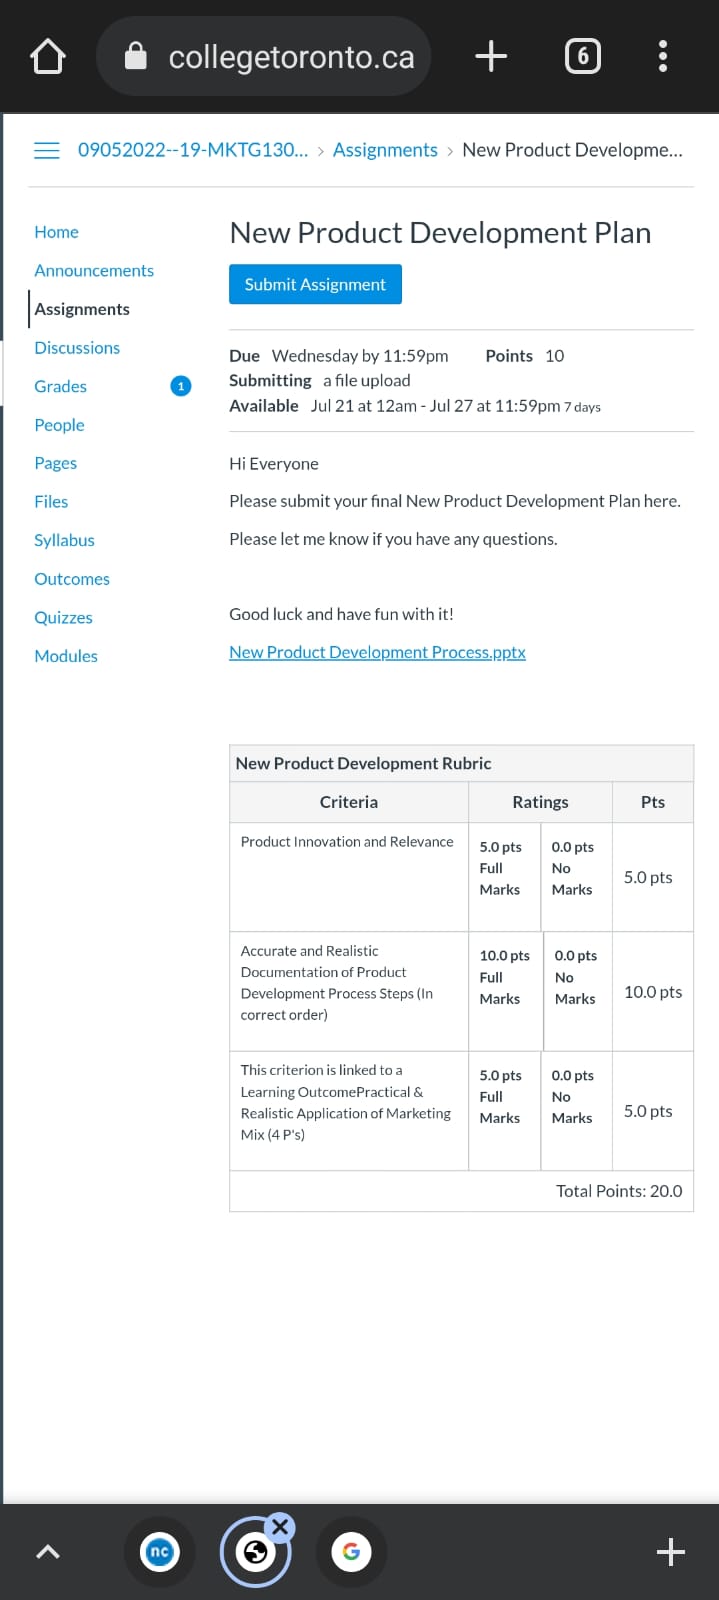 collegetoronto.ca
6
09052022--19-MKTG130... > Assignments > New Product Developme...
Home
Announcements
Assignments
Discussions
Grades 1
People
Pages
Files
Syllabus
Outcomes
Quizzes
Modules
New Product Development Plan
Submit Assignment
Due Wednesday by 11:59pm Points 10
Submitting a file upload
Available Jul 21 at 12am - Jul 27 at 11:59pm 7 days
Hi Everyone
Please submit your final New Product Development Plan here.
Please let me know if you have any questions.
Good luck and have fun with it!
New Product Development Process.pptx
New Product Development Rubric
Criteria Ratings Pts
Product Innovation and Relevance
5.0 pts
Full
Marks
0.0 pts
No
Marks
5.0 pts
Accurate and Realistic
Documentation of Product
Development Process Steps (In
correct order)
10.0 pts
Full
Marks
0.0 pts
No
Marks
10.0 pts
This criterion is linked to a
Learning OutcomePractical &
Realistic Application of Marketing
Mix (4 P's)
5.0 pts
Full
Marks
0.0 pts
No
Marks
5.0 pts
Total Points: 20.0
nc
G